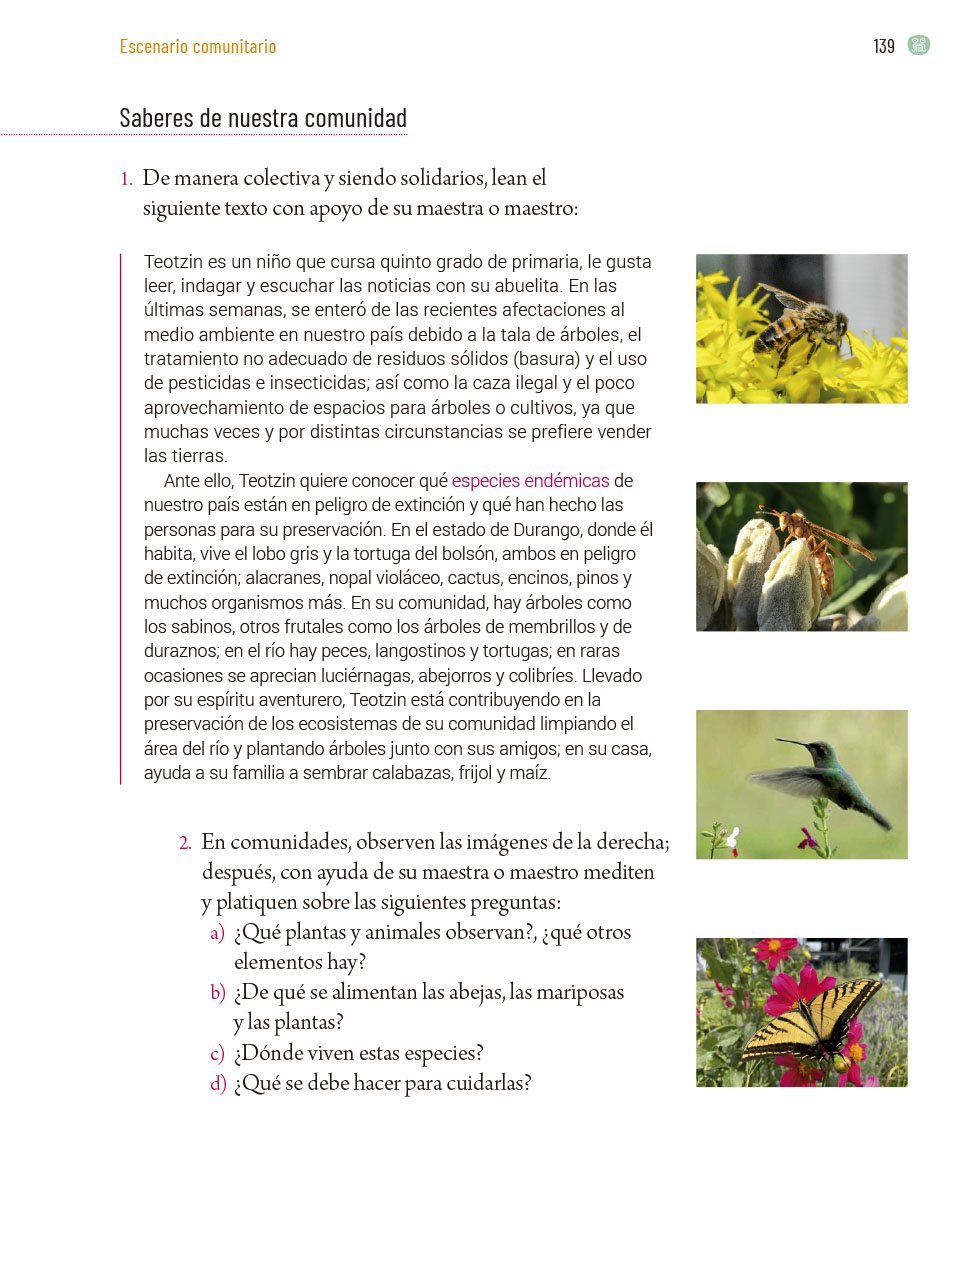 Escenario comunitario
139
Saberes de nuestra comunidad
1. De manera colectiva y siendo solidarios, lean el
siguiente texto con apoyo de su maestra o maestro:
Teotzin es un niño que cursa quinto grado de primaria, le gusta
leer, indagar y escuchar las noticias con su abuelita. En las
últimas semanas, se enteró de las recientes afectaciones al
medio ambiente en nuestro país debido a la tala de árboles, el
tratamiento no adecuado de residuos sólidos (basura) y el uso
de pesticidas e insecticidas; así como la caza ilegal y el poco
aprovechamiento de espacios para árboles o cultivos, ya que
muchas veces y por distintas circunstancias se prefiere vender
las tierras.
Ante ello, Teotzin quiere conocer qué especies endémicas de
nuestro país están en peligro de extinción y qué han hecho las
personas para su preservación. En el estado de Durango, donde él
habita, vive el lobo gris y la tortuga del bolsón, ambos en peligro
de extinción; alacranes, nopal violáceo, cactus, encinos, pinos y
muchos organismos más. En su comunidad, hay árboles como
los sabinos, otros frutales como los árboles de membrillos y de
duraznos; en el río hay peces, langostinos y tortugas; en raras
ocasiones se aprecian luciérnagas, abejorros y colibríes. Llevado
por su espíritu aventurero, Teotzin está contribuyendo en la
preservación de los ecosistemas de su comunidad limpiando el
área del río y plantando árboles junto con sus amigos; en su casa,
ayuda a su familia a sembrar calabazas, frijol y maíz.
2. En comunidades, observen las imágenes de la derecha;
después, con ayuda de su maestra o maestro mediten
y platiquen sobre las siguientes preguntas:
a) ¿Qué plantas y animales observan?, ¿qué otros
elementos hay?
b) ¿De qué se alimentan las abejas, las mariposas
y las plantas?
c) ¿Dónde viven estas especies?
d) ¿Qué se debe hacer para cuidarlas?